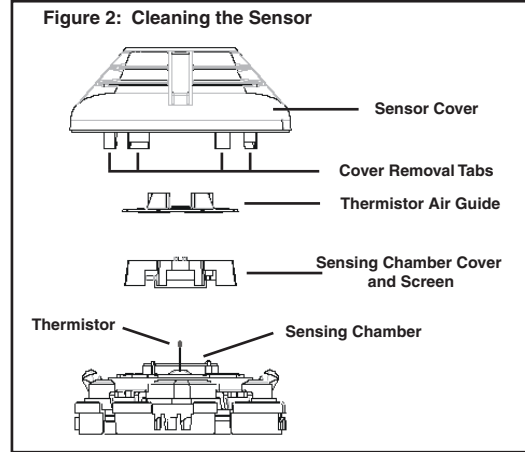 Figure 2: Cleaning the Sensor
Sensor Cover
Cover Removal Tabs
Thermistor Air Guide
Sensing Chamber Cover
and Screen
Thermistor
Sensing Chamber